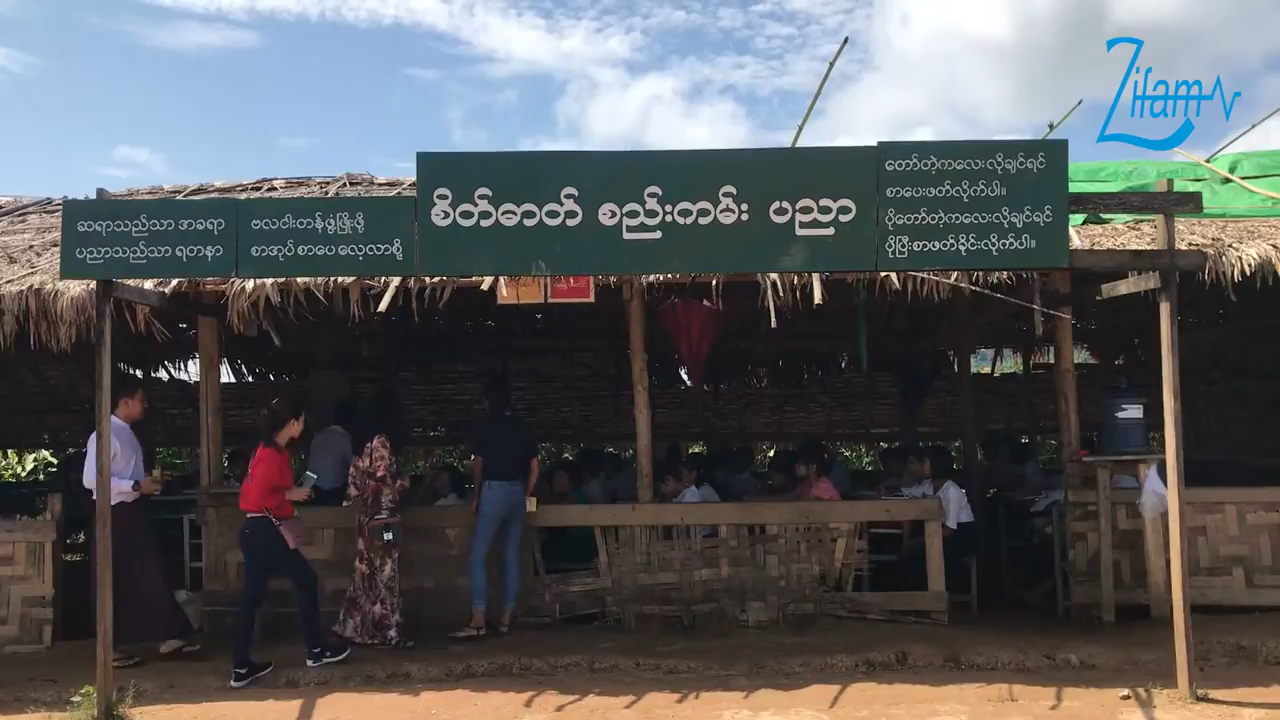 Zifam
ဆရာသည်သာ အခရာ
ပညာသည်သာ ရတနာ
ဗလငါးတန်ဖွံ့ဖြိုးဖို့
စာအုပ်စာပေ လေ့လာစို့
စိတ်ဓာတ် စည်းကမ်း ပညာ
တော်တဲ့ကလေးလိုချင်ရင်
စာပေးဖတ်လိုက်ပါ။
ပိုတော်တဲ့ကလေးလိုချင်ရင်
ပိုပြီးစာဖတ်ခိုင်းလိုက်ပါ။